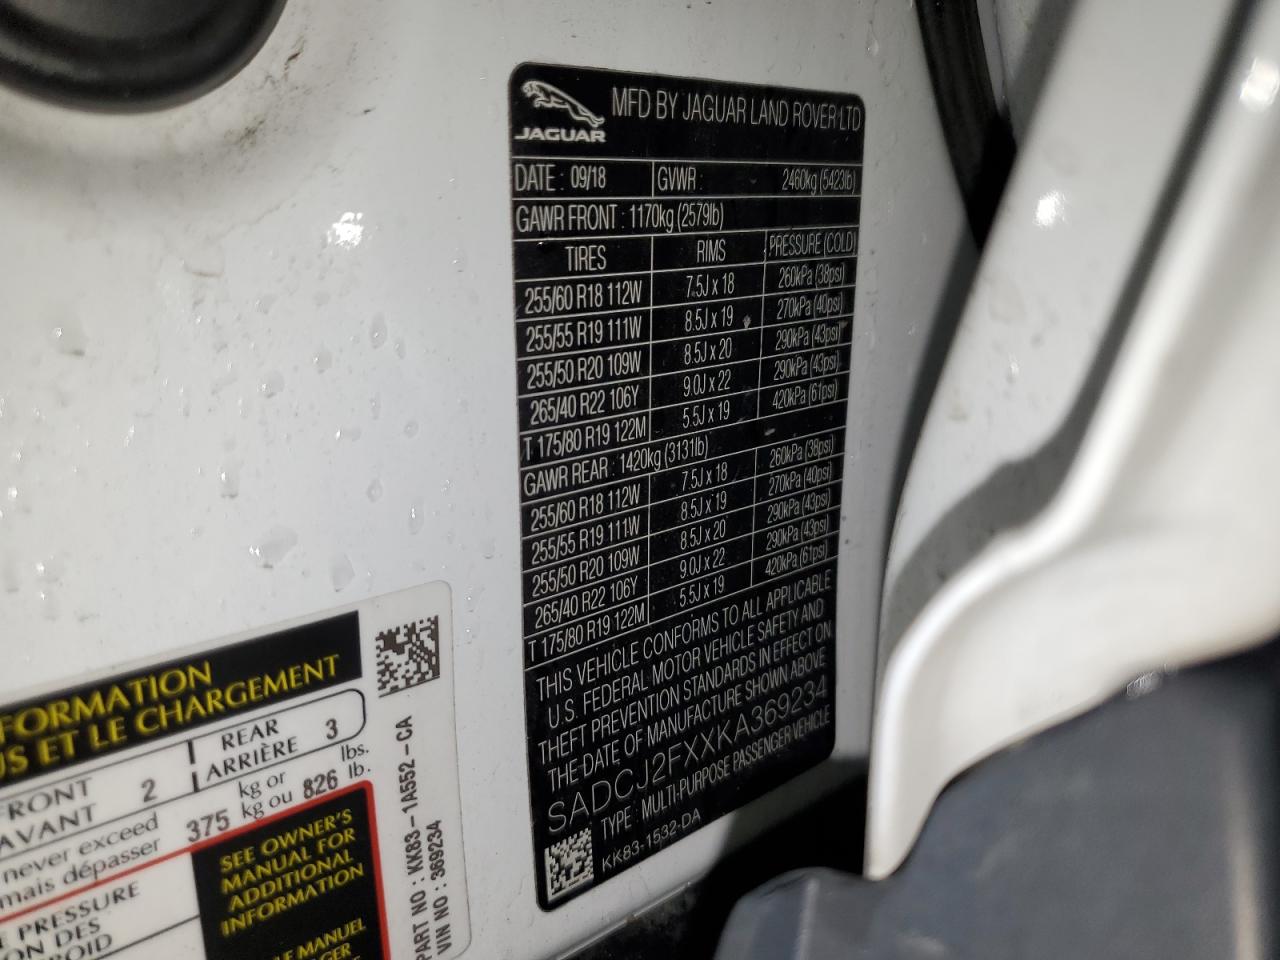 JAGUAR
MFD BY JAGUAR LAND ROVER LTD
DATE : 09/18 GVWR : 2460kg (5423lb)
GAWR FRONT : 1170kg (2579lb)
TIRES RIMS PRESSURE (COLD)
255/60 R18 112W 7.5J x 18 260kPa (38psi)
255/55 R19 111W 8.5J x 19 270kPa (40psi)
255/50 R20 109W 8.5J x 20 290kPa (43psi)
265/40 R22 106Y 9.0J x 22 290kPa (43psi)
T 175/80 R19 122M 5.5J x 19 420kPa (61psi)
GAWR REAR : 1420kg (3131lb)
255/60 R18 112W 7.5J x 18 260kPa (38psi)
255/55 R19 111W 8.5J x 19 270kPa (40psi)
255/50 R20 109W 8.5J x 20 290kPa (43psi)
265/40 R22 106Y 9.0J x 22 290kPa (43psi)
T 175/80 R19 122M 5.5J x 19 420kPa (61psi)
THIS VEHICLE CONFORMS TO ALL APPLICABLE
U.S. FEDERAL MOTOR VEHICLE SAFETY AND
THEFT PREVENTION STANDARDS IN EFFECT ON
THE DATE OF MANUFACTURE SHOWN ABOVE
SADCJ2FXXKA369234
TYPE : MULTI-PURPOSE PASSENGER VEHICLE
KK83-1532-DA
FORMATION
US ET LE CHARGEMENT
FRONT 2 REAR 3
AVANT ARRIÈRE
never exceed 375 kg or 826 lbs.
mais dépasser kg ou lb.
E PRESSURE
ON DES
ROID
SEE OWNER'S
MANUAL FOR
ADDITIONAL
INFORMATION
LE MANUEL
GER
PART NO : KK83-1A552-CA
VIN NO : 369234